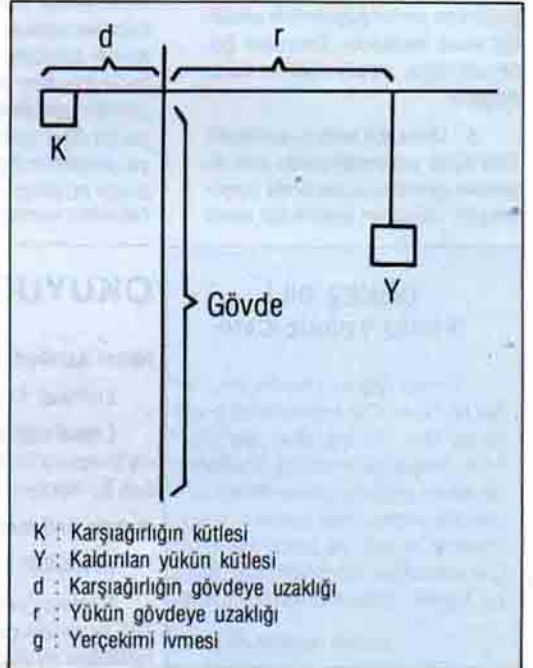 d
r
K
Y
Gövde
K : Karşıağırlığın kütlesi
Y : Kaldırılan yükün kütlesi
d : Karşıağırlığın gövdeye uzaklığı
r : Yükün gövdeye uzaklığı
g : Yerçekimi ivmesi